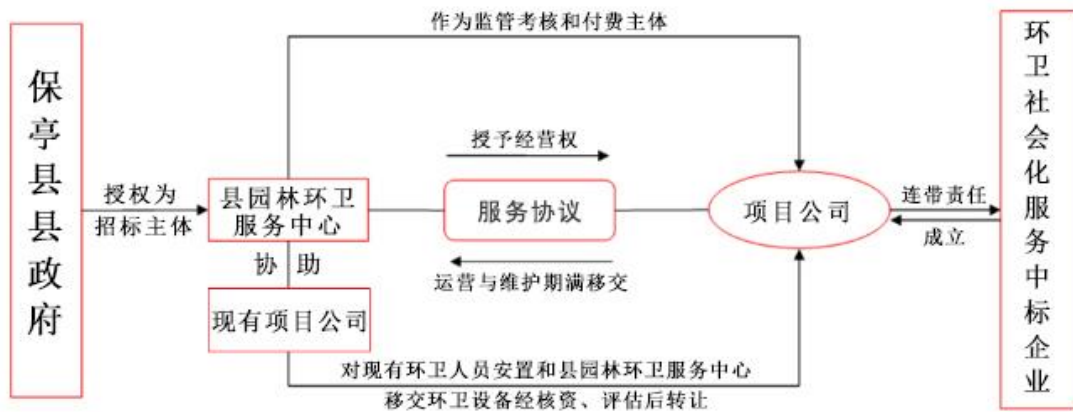 作为监管考核和付费主体
保亭县县政府
授权为
招标主体
县园林环卫
服务中心
授予经营权
服务协议
运营与维护期满移交
项目公司
连带责任
成立
环卫社会化服务中标企业
协助
现有项目公司
对现有环卫人员安置和县园林环卫服务中心
移交环卫设备经核资、评估后转让